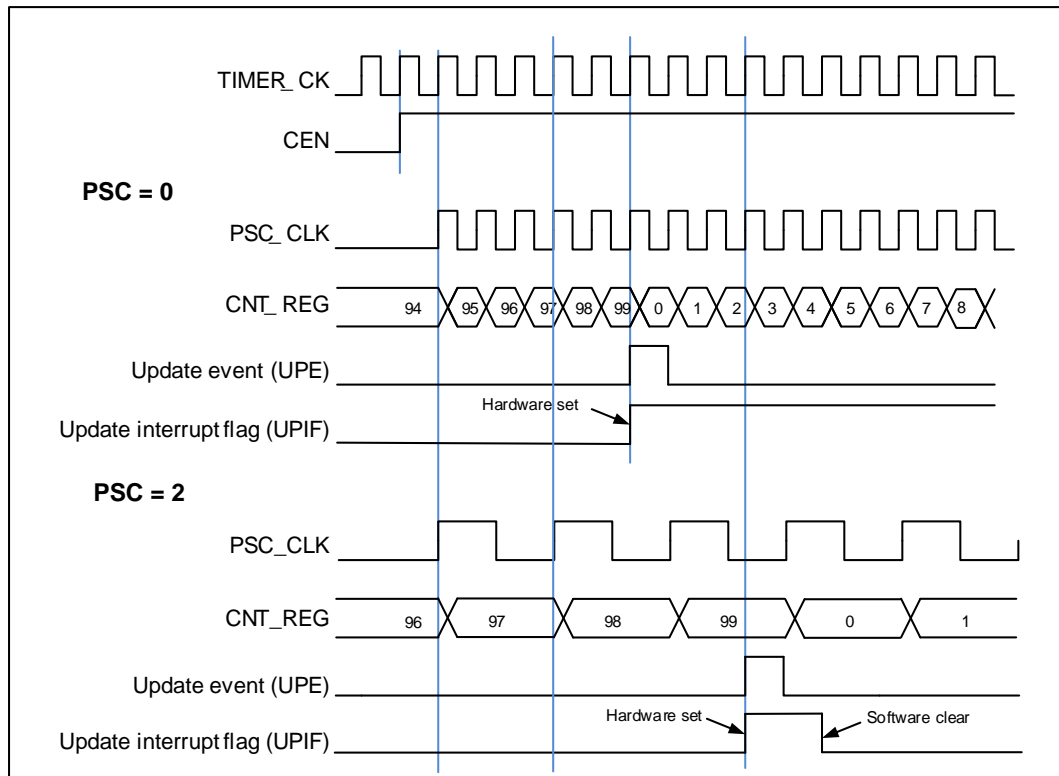 TIMER_ CK
CEN
PSC = 0
PSC_ CLK
CNT_ REG 94 95 96 97 98 99 0 1 2 3 4 5 6 7 8
Update event (UPE)
Hardware set
Update interrupt flag (UPIF)
PSC = 2
PSC_CLK
CNT_REG 96 97 98 99 0 1
Update event (UPE)
Hardware set Software clear
Update interrupt flag (UPIF)